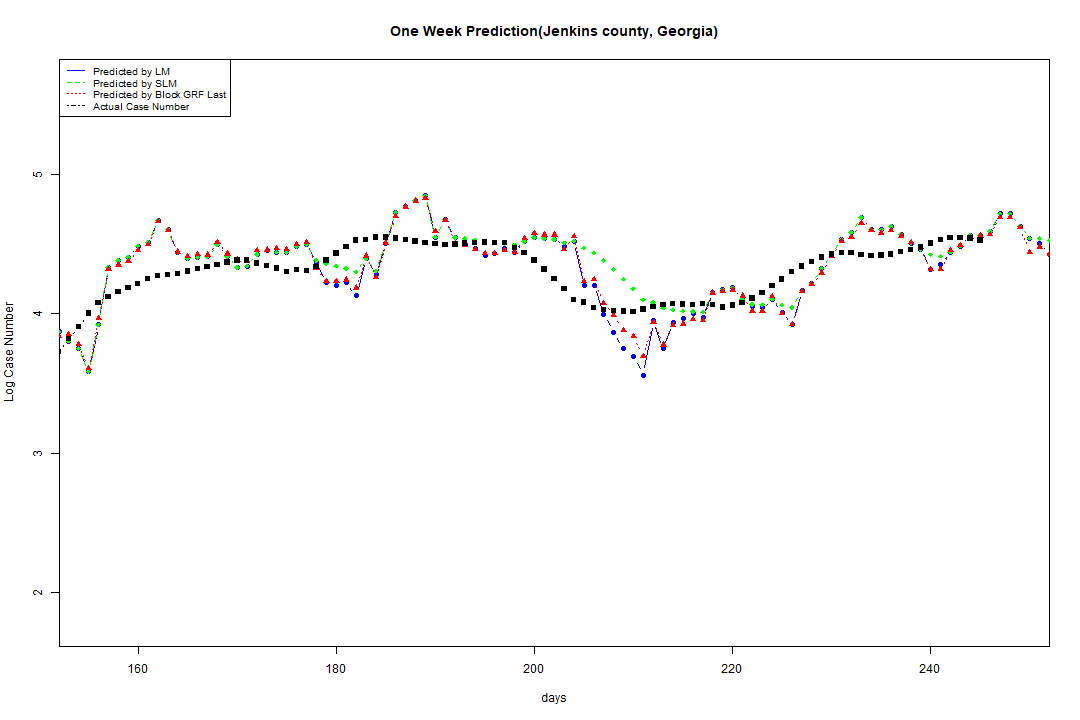 One Week Prediction(Jenkins county, Georgia)
Predicted by LM
Predicted by SLM
Predicted by Block GRF Last
Actual Case Number
5
4
3
2
Log Case Number
160 180 200 220 240
days